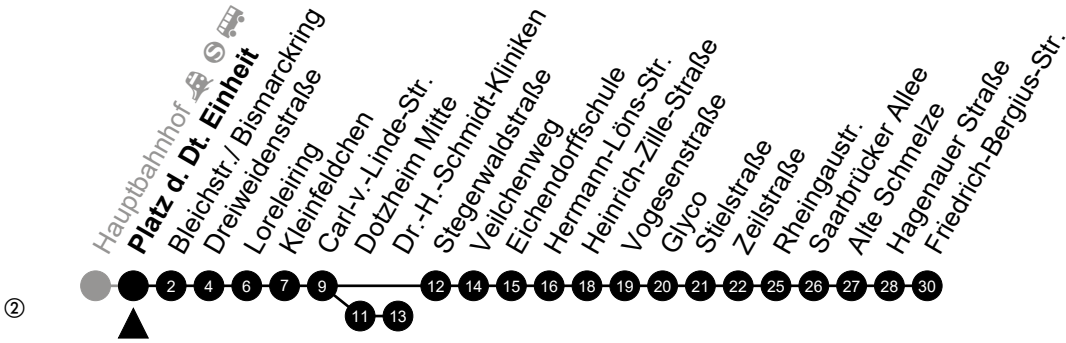 Hauptbahnhof S
Platz d. Dt. Einheit
Bleichstr./ Bismarckring
Dreiweidenstraße
Loreleiring
Kleinfeldchen
Carl-v.-Linde-Str.
Dotzheim Mitte
Dr.-H.-Schmidt-Kliniken
Stegerwaldstraße
Veilchenweg
Eichendorffschule
Hermann-Löns-Str.
Heinrich-Zille-Straße
Vogesenstraße
Glyco
Stielstraße
Zeilstraße
Rheingaustr.
Saarbrücker Allee
Alte Schmelze
Hagenauer Straße
Friedrich-Bergius-Str.
2 4 6 7 9 12 14 15 16 18 19 20 21 22 25 26 27 28 30
②
11 13